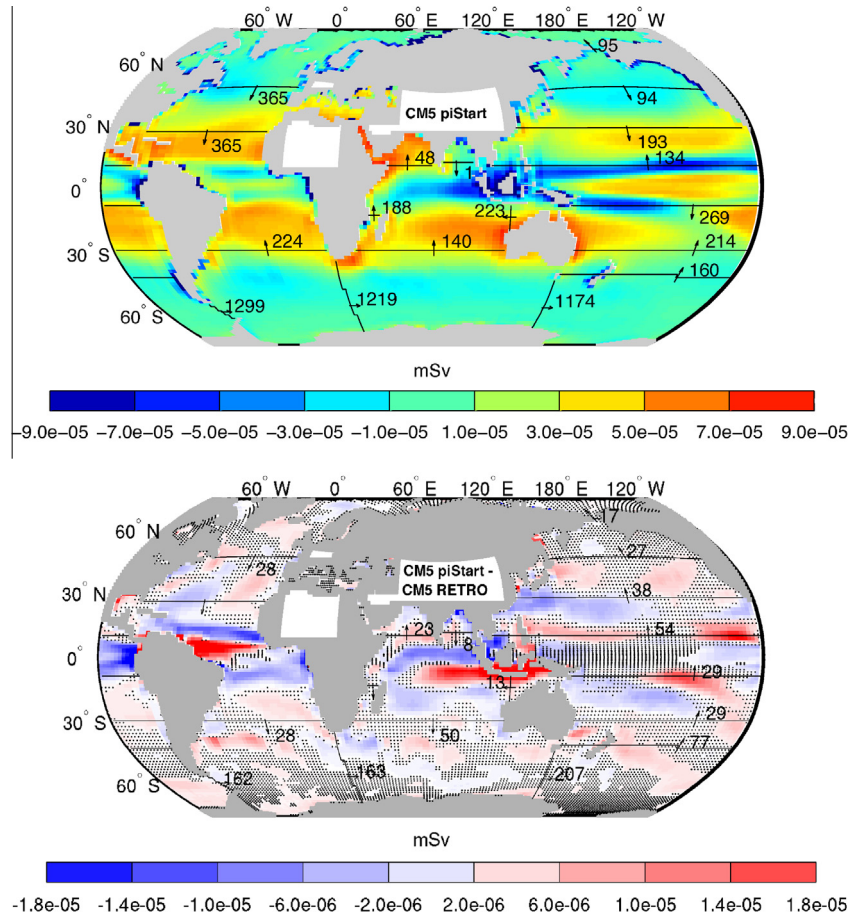 60° W 0° 60° E 120° E 180° E 120° W
95
60° N
365
CM5 piStart
94
30° N
365
193
48
134
1
0°
188
223
269
224
140
214
30° S
160
1299
1219
1174
60° S
mSv
−9.0e−05 −7.0e−05 −5.0e−05 −3.0e−05 −1.0e−05 1.0e−05 3.0e−05 5.0e−05 7.0e−05 9.0e−05
60° W 0° 60° E 120° E 180° E 120° W
17
60° N
27
28
CM5 piStart -
CM5 RETRO
38
30° N
23
54
8
0°
29
13
29
30° S
28
50
77
162
163
207
60° S
mSv
-1.8e-05 -1.4e-05 -1.0e-05 -6.0e-06 -2.0e-06 2.0e-06 6.0e-06 1.0e-05 1.4e-05 1.8e-05